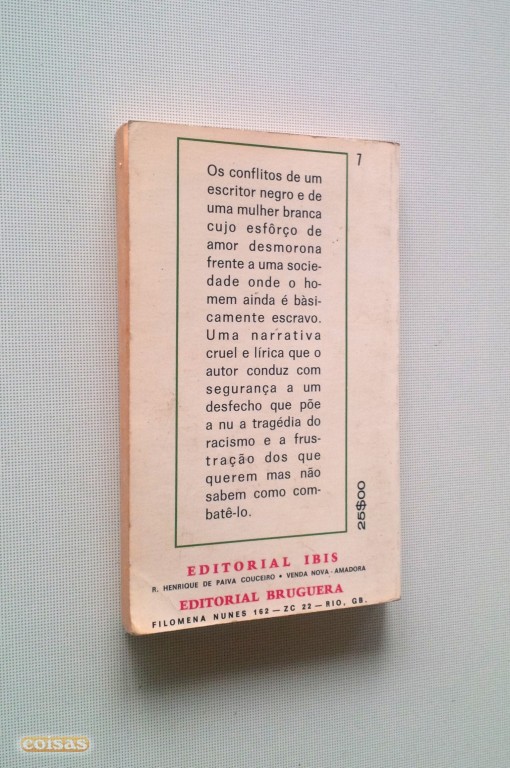 7
Os conflitos de um
escritor negro e de
uma mulher branca
cujo esfôrço de
amor desmorona
frente a uma socie-
dade onde o ho-
mem ainda é bàsi-
camente escravo.
Uma narrativa
cruel e lírica que o
autor conduz com
segurança a um
desfecho que põe
a nu a tragédia do
racismo e a frus-
tração dos que
querem mas não
sabem como com-
batê-lo.
25$00
EDITORIAL IBIS
R. HENRIQUE DE PAIVA COUCEIRO • VENDA NOVA - AMADORA
EDITORIAL BRUGUERA
FILOMENA NUNES 162 — ZC 22 — RIO, GB.
coisas